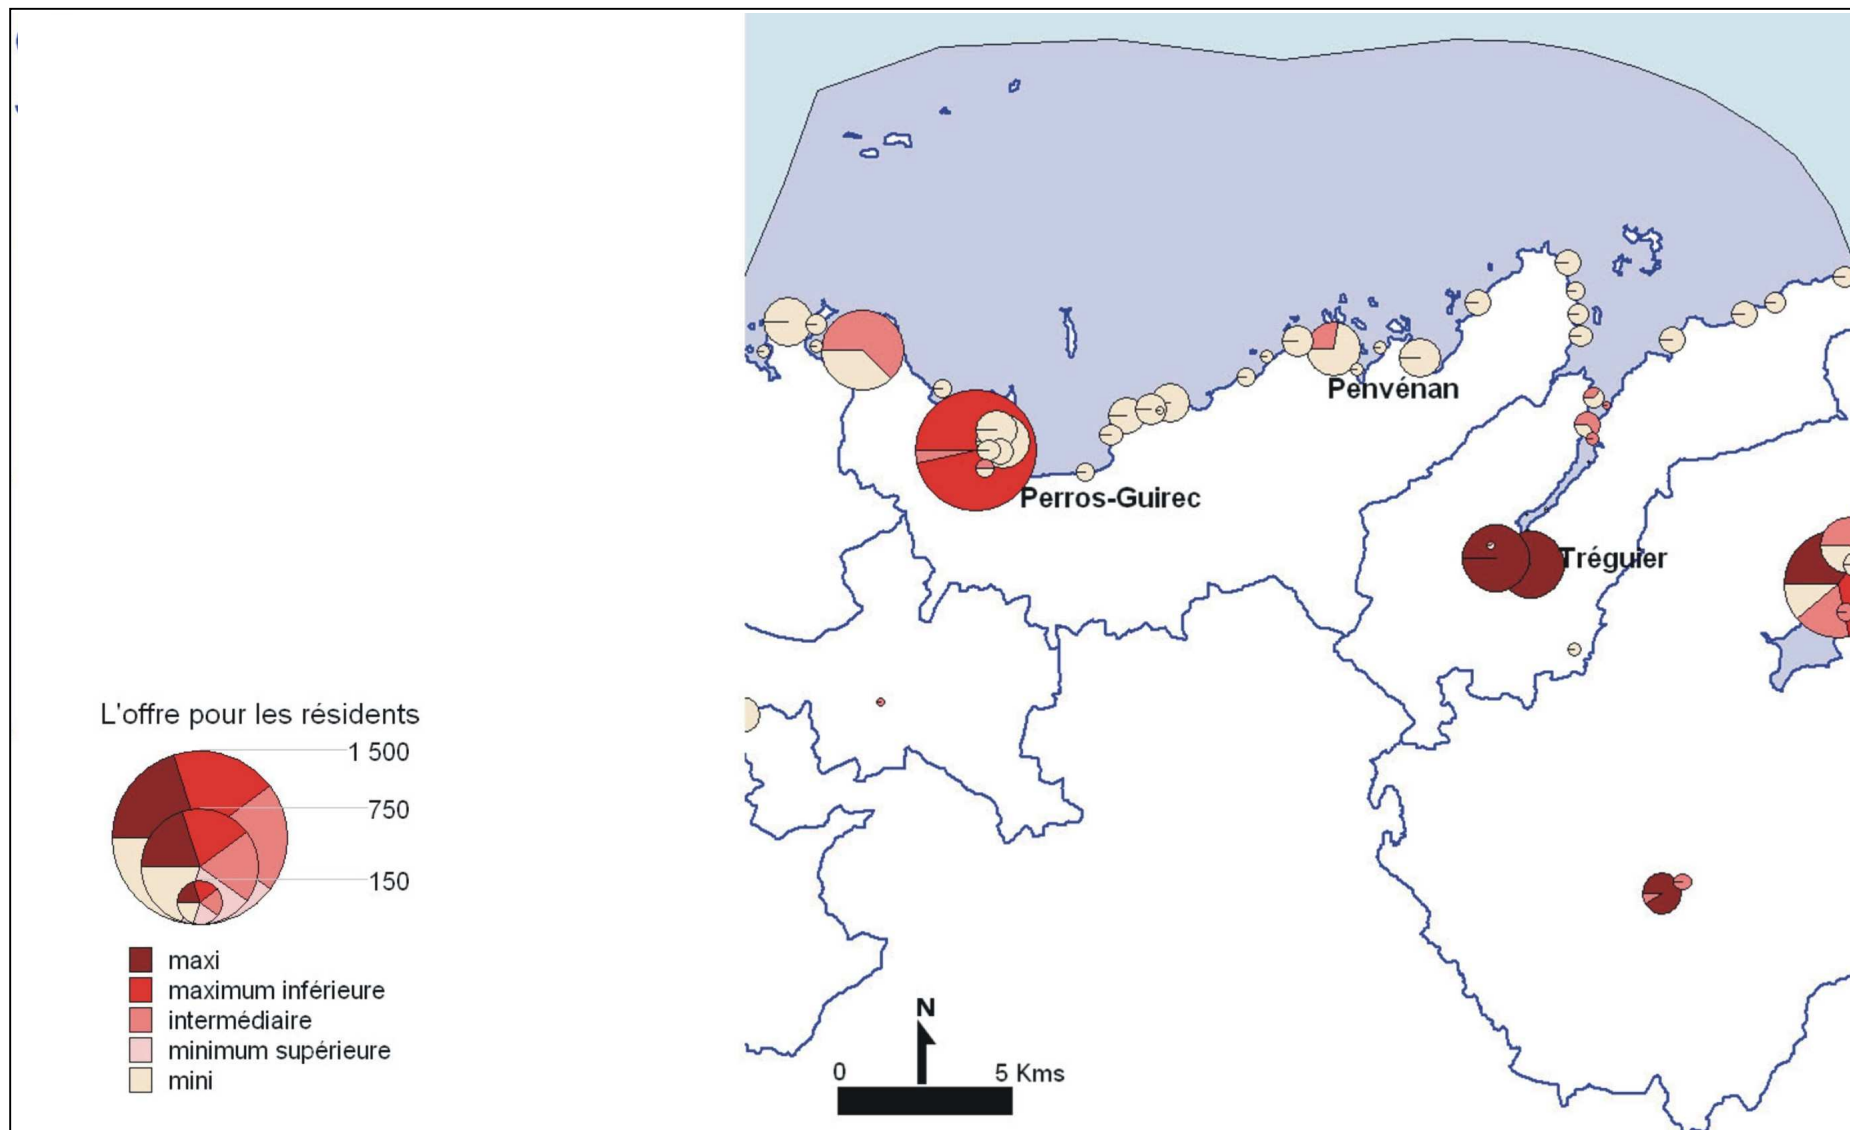 Penvénan
Perros-Guirec
Tréguier
L'offre pour les résidents
1 500
750
150
maxi
maximum inférieure
intermédiaire
minimum supérieure
mini
N
0 5 Kms